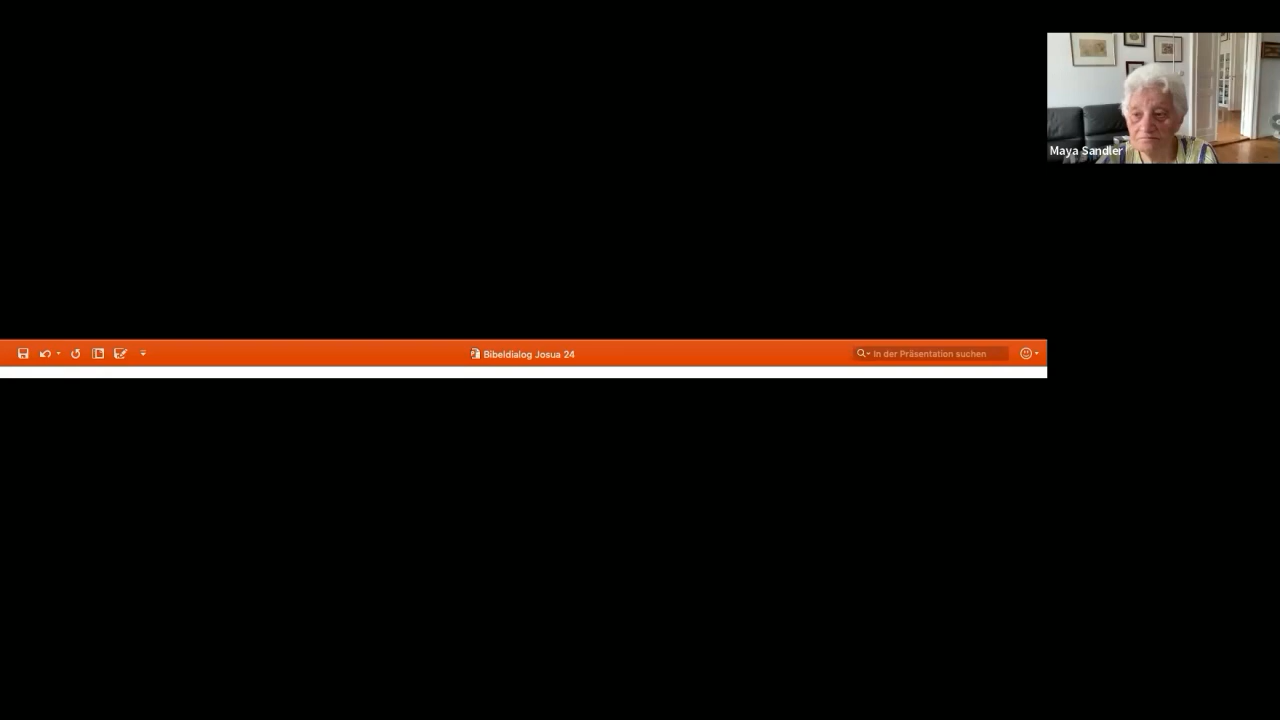 Maya Sandler
Bibeldialog Josua 24
In der Präsentation suchen